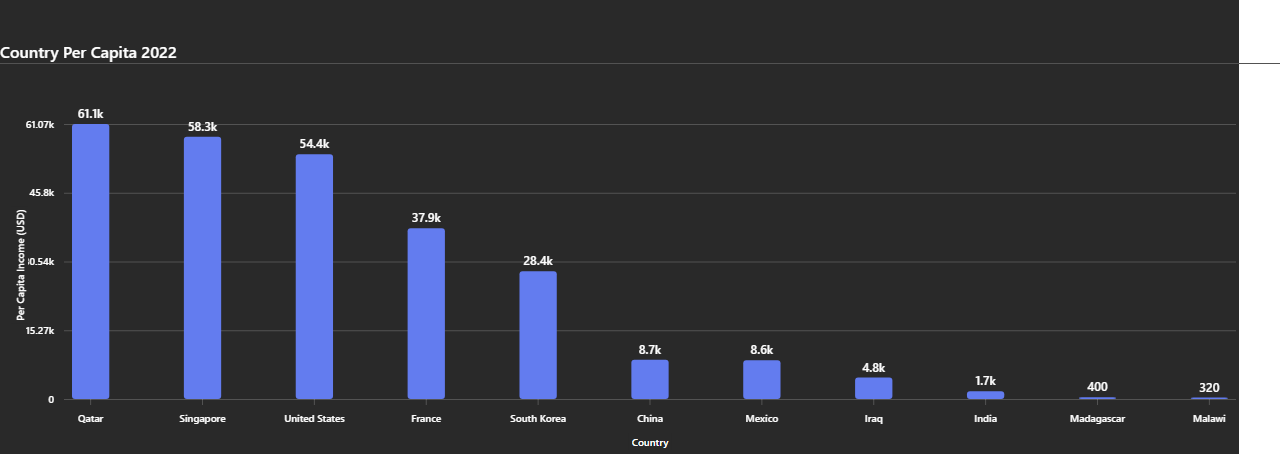 Country Per Capita 2022
61.07k
45.8k
30.54k
15.27k
0
Per Capita Income (USD)
61.1k
58.3k
54.4k
37.9k
28.4k
8.7k
8.6k
4.8k
1.7k
400
320
Qatar
Singapore
United States
France
South Korea
China
Mexico
Iraq
India
Madagascar
Malawi
Country